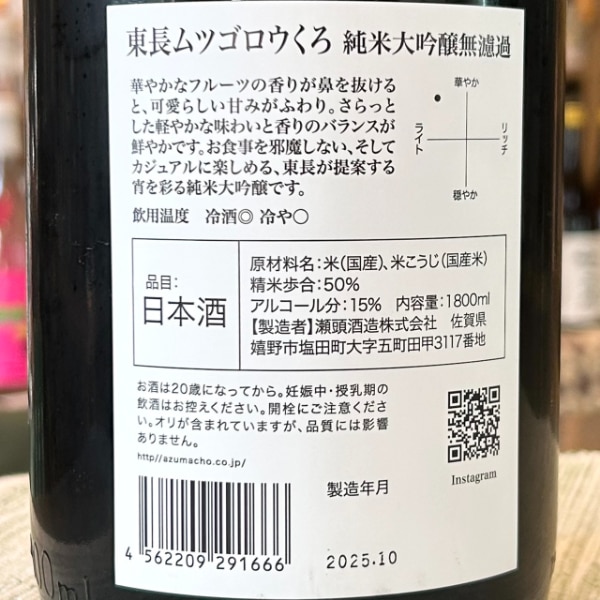 東長ムツゴロウくろ 純米大吟醸無濾過
華やかなフルーツの香りが鼻を抜ける
と、可愛らしい甘みがふわり。さらっと
した軽やかな味わいと香りのバランスが
鮮やかです。お食事を邪魔しない、そして
カジュアルに楽しめる、東長が提案する
宵を彩る純米大吟醸です。
飲用温度 冷酒◎ 冷や○
華やか
ライト
リッチ
穏やか
品目:
日本酒
原材料名:米(国産)、米こうじ(国産米)
精米歩合:50%
アルコール分:15% 内容量:1800ml
【製造者】瀬頭酒造株式会社 佐賀県
嬉野市塩田町大字五町田甲3117番地
お酒は20歳になってから。妊娠中・授乳期の
飲酒はお控えください。開栓にご注意くださ
い。オリが含まれていますが、品質には影響
ありません。
http://azumacho.co.jp/
Instagram
製造年月
2025.10
4 562209 291666